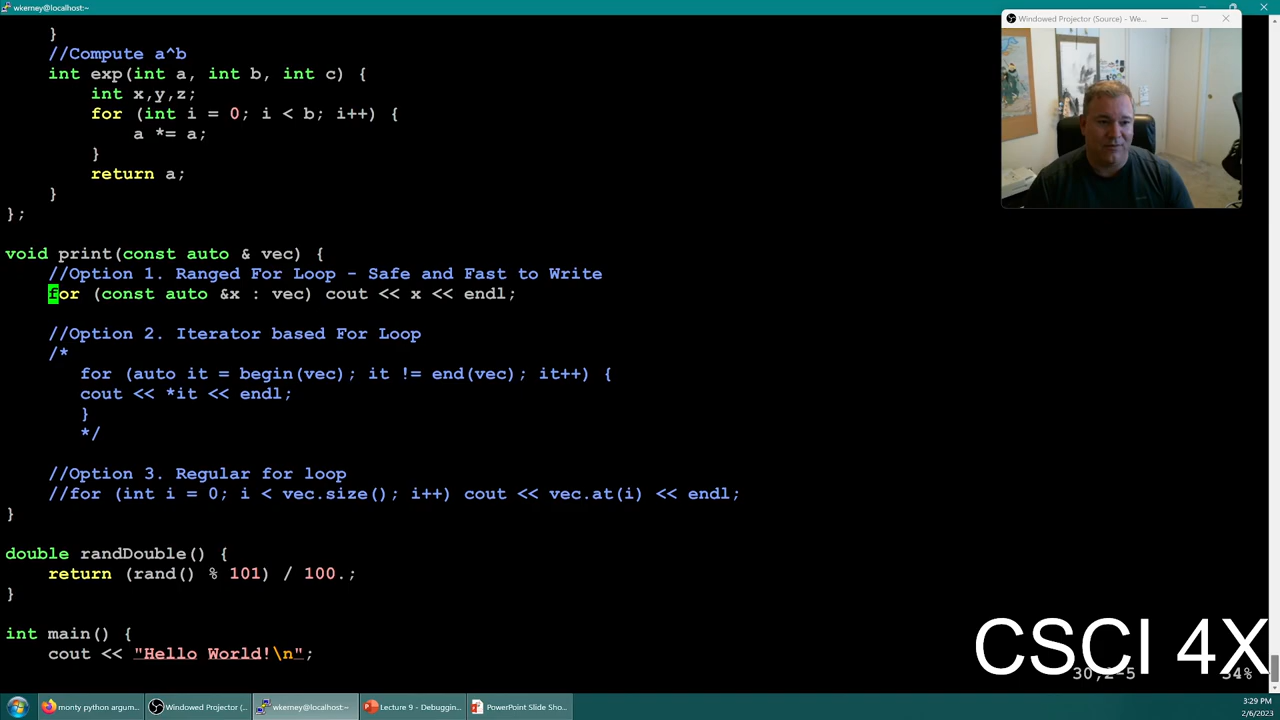 wkerney@localhost:~
Windowed Projector (Source) - We...
}
//Compute a^b
int exp(int a, int b, int c) {
int x,y,z;
for (int i = 0; i < b; i++) {
a *= a;
}
return a;
}
};
void print(const auto & vec) {
//Option 1. Ranged For Loop - Safe and Fast to Write
for (const auto &x : vec) cout << x << endl;
//Option 2. Iterator based For Loop
/*
for (auto it = begin(vec); it != end(vec); it++) {
cout << *it << endl;
}
*/
//Option 3. Regular for loop
//for (int i = 0; i < vec.size(); i++) cout << vec.at(i) << endl;
}
double randDouble() {
return (rand() % 101) / 100.;
}
int main() {
cout << "Hello World!\n";
CSCI 4X
monty python argum...
Windowed Projector (...
wkerney@localhost:~
Lecture 9 - Debuggin...
PowerPoint Slide Sho...
3:29 PM
2/6/2023